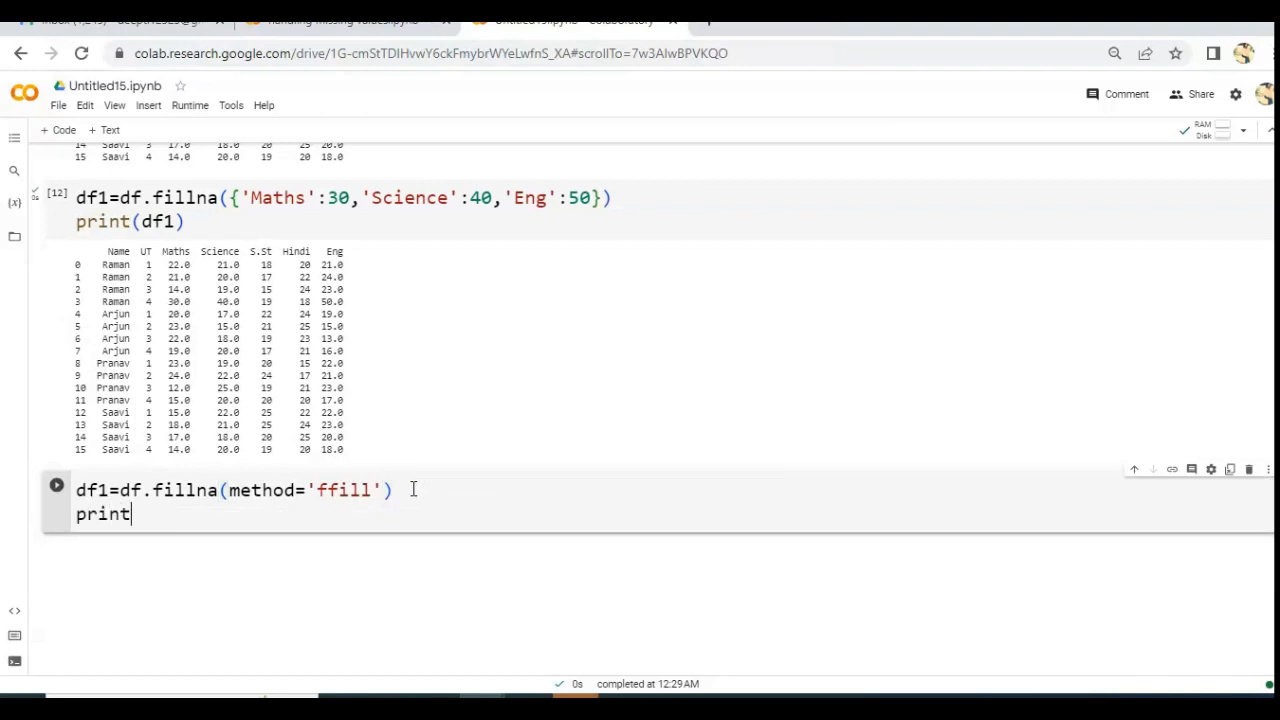 colab.research.google.com/drive/1G-cmStTDIHvwY6ckFmybrWYeLwfnS_XA#scrollTo=7w3AlwBPVKQO
Untitled15.ipynb
File Edit View Insert Runtime Tools Help
Comment Share
+ Code + Text
RAM
Disk
14 Saavi 3 17.0 18.0 20 25 20.0
15 Saavi 4 14.0 20.0 19 20 18.0
[12] df1=df.fillna({'Maths':30,'Science':40,'Eng':50})
0s
print(df1)
Name UT Maths Science S.St Hindi Eng
0 Raman 1 22.0 21.0 18 20 21.0
1 Raman 2 21.0 20.0 17 22 24.0
2 Raman 3 14.0 19.0 15 24 23.0
3 Raman 4 30.0 40.0 19 18 50.0
4 Arjun 1 20.0 17.0 22 24 19.0
5 Arjun 2 23.0 15.0 21 25 15.0
6 Arjun 3 22.0 18.0 19 23 13.0
7 Arjun 4 19.0 20.0 17 21 16.0
8 Pranav 1 23.0 19.0 20 15 22.0
9 Pranav 2 24.0 22.0 24 17 21.0
10 Pranav 3 12.0 25.0 19 21 23.0
11 Pranav 4 15.0 20.0 20 20 17.0
12 Saavi 1 15.0 22.0 25 22 22.0
13 Saavi 2 18.0 21.0 25 24 23.0
14 Saavi 3 17.0 18.0 20 25 20.0
15 Saavi 4 14.0 20.0 19 20 18.0
df1=df.fillna(method='ffill')
print
0s completed at 12:29 AM